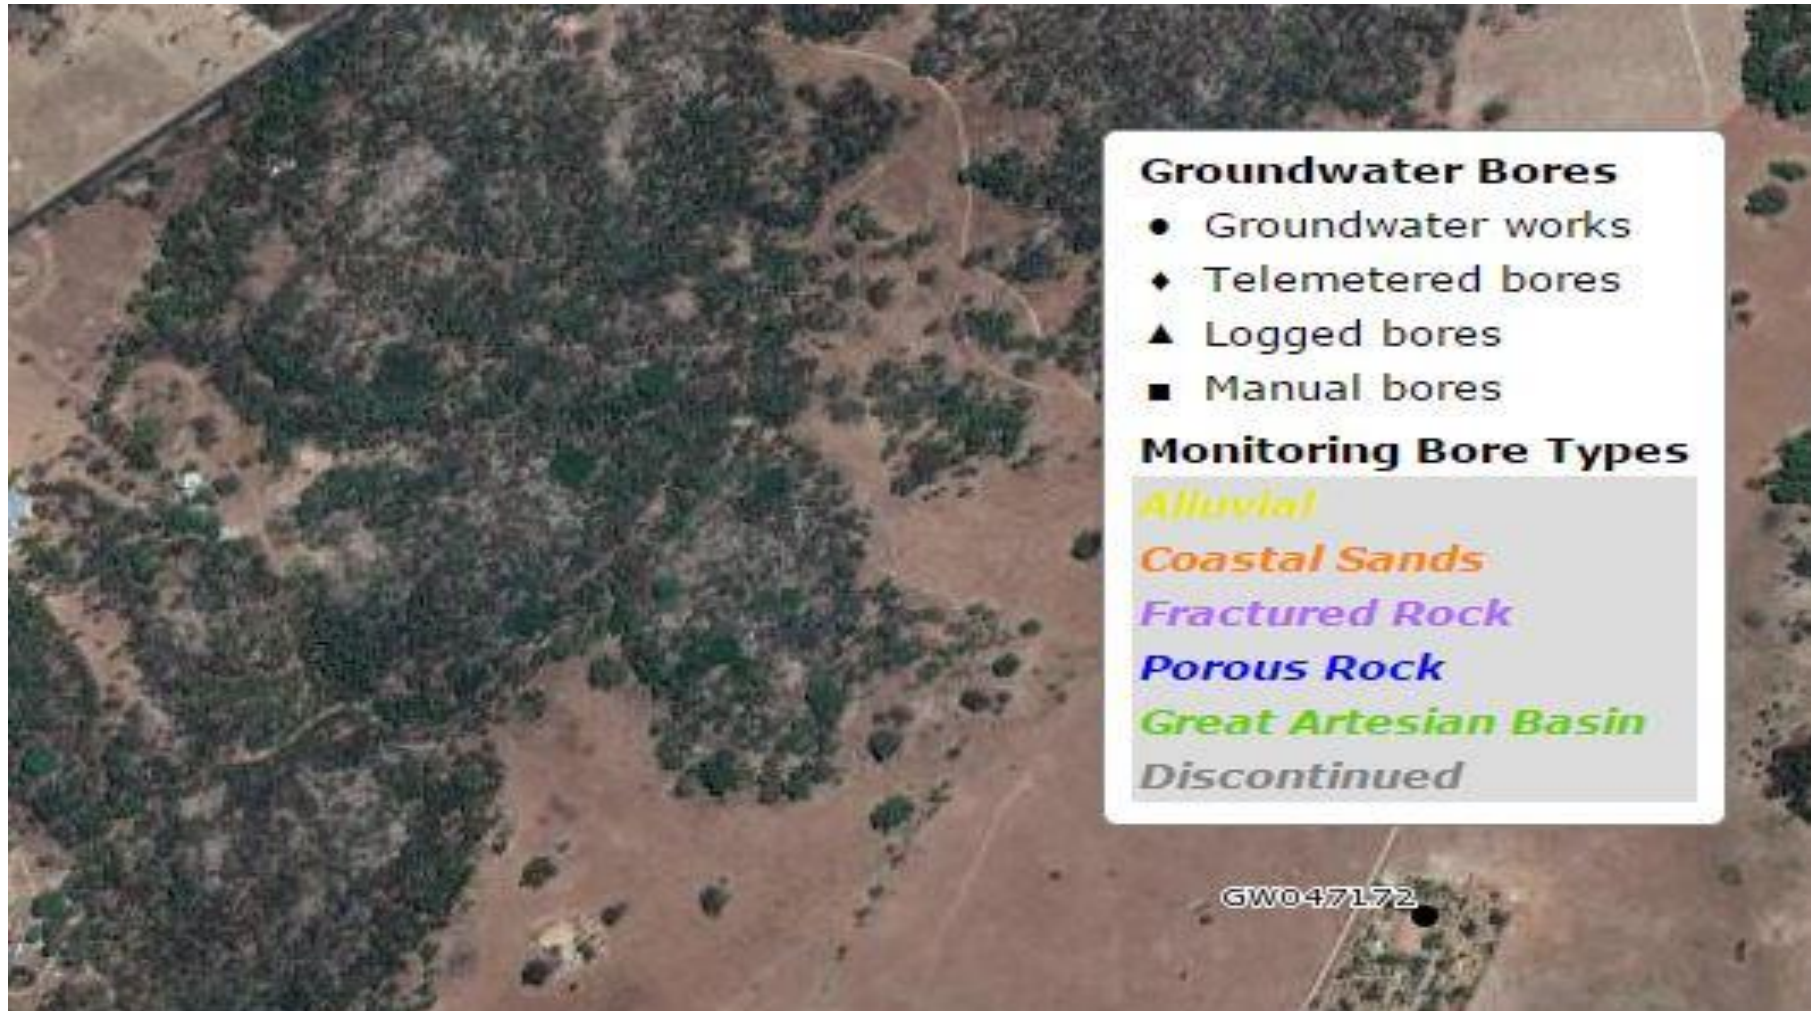 Groundwater Bores
Groundwater works
Telemetered bores
Logged bores
Manual bores
Monitoring Bore Types
Alluvial
Coastal Sands
Fractured Rock
Porous Rock
Great Artesian Basin
Discontinued
GW047172